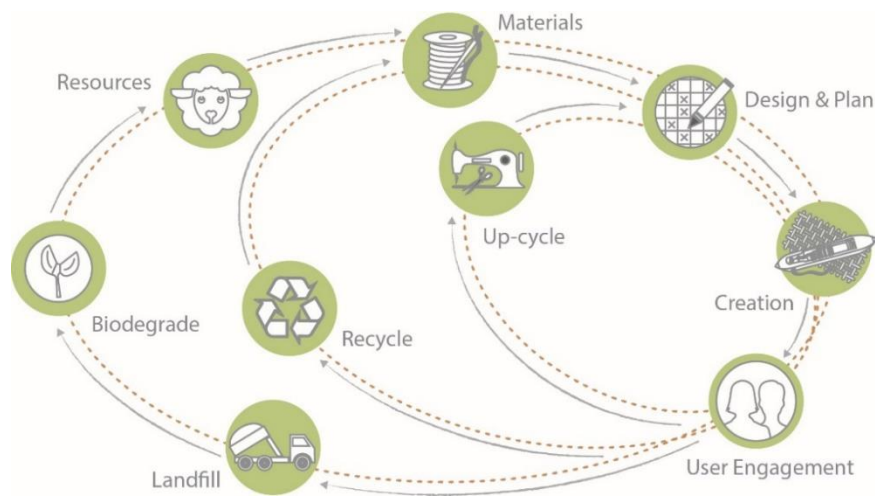 Materials
Resources
Design & Plan
Up-cycle
Creation
Biodegrade
Recycle
User Engagement
Landfill